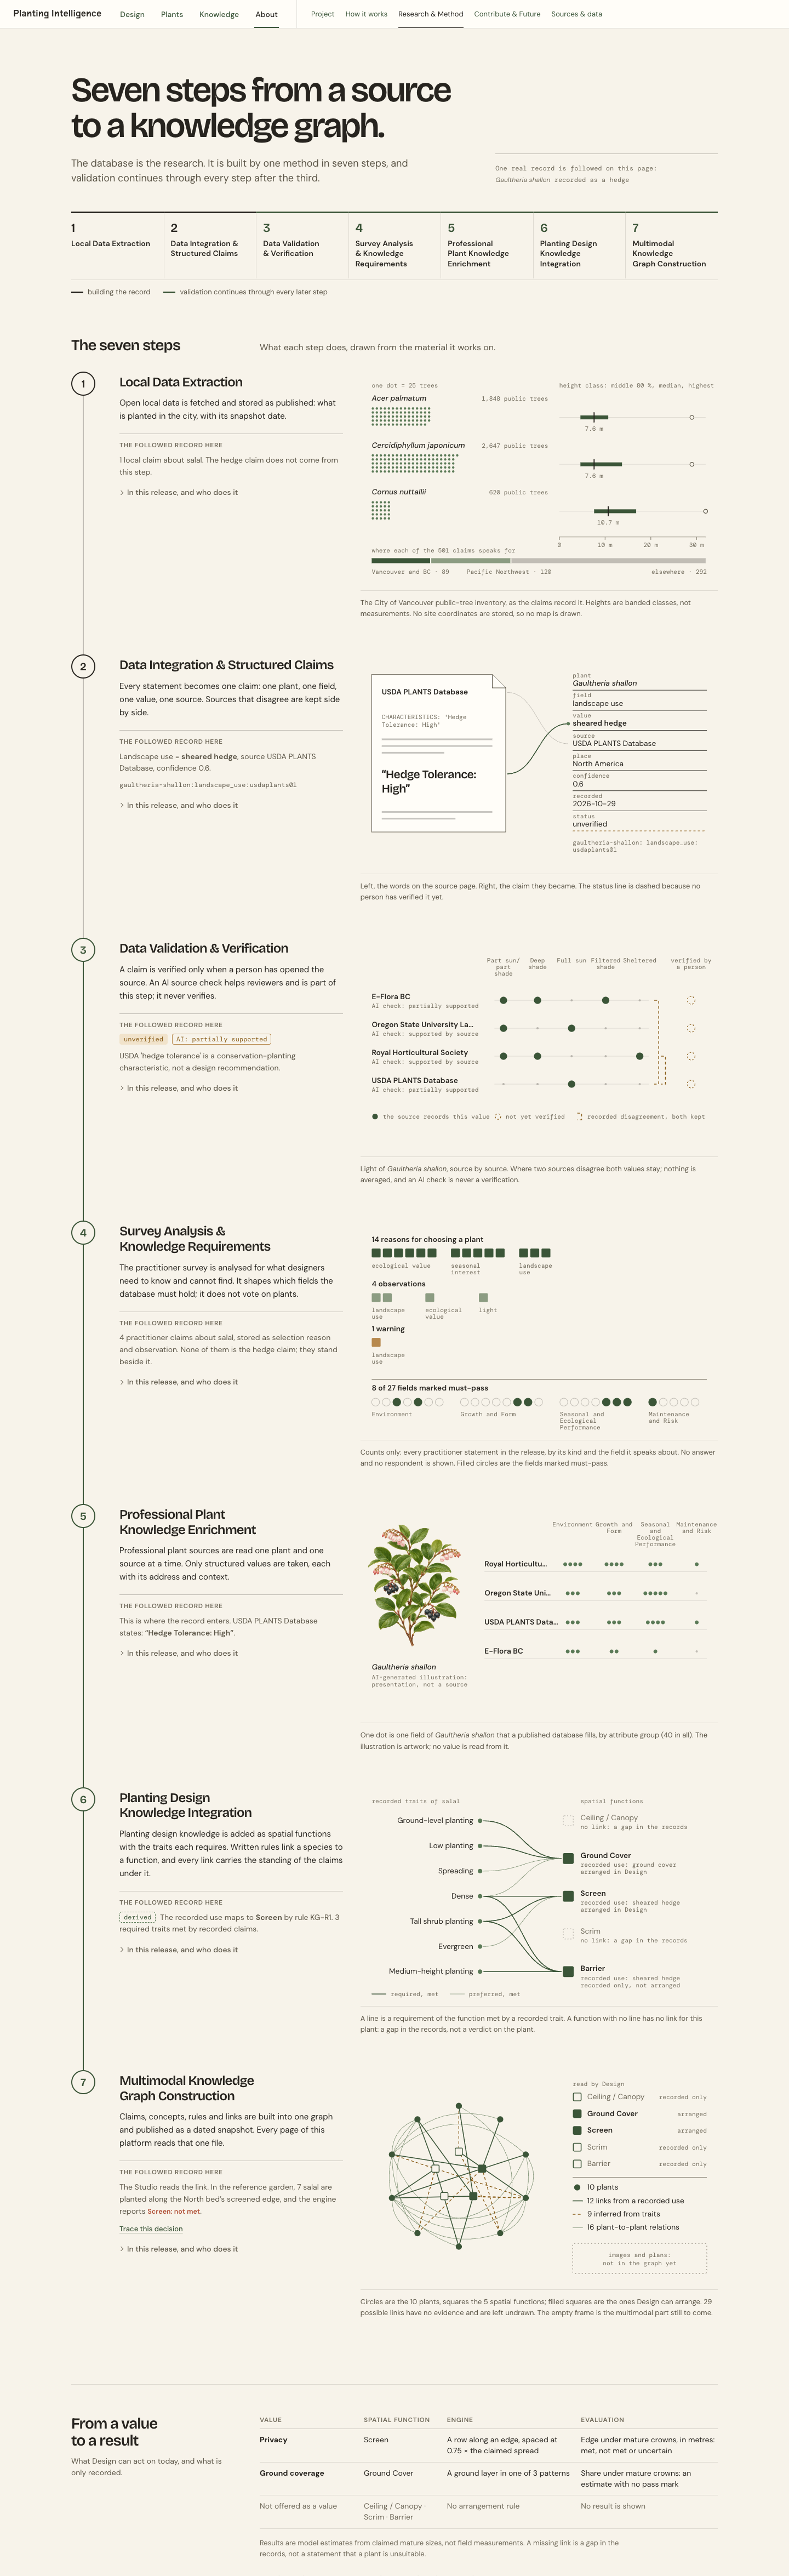 Planting Intelligence Design Plants Knowledge About Project How it works Research & Method Contribute & Future Sources & data
Seven steps from a source
to a knowledge graph.
The database is the research. It is built by one method in seven steps, and
validation continues through every step after the third.
One real record is followed on this page:
Gaultheria shallon recorded as a hedge
1
Local Data Extraction
2
Data Integration &
Structured Claims
3
Data Validation
& Verification
4
Survey Analysis
& Knowledge
Requirements
5
Professional
Plant Knowledge
Enrichment
6
Planting Design
Knowledge
Integration
7
Multimodal
Knowledge
Graph Construction
building the record validation continues through every later step
The seven steps
What each step does, drawn from the material it works on.
1
Local Data Extraction
Open local data is fetched and stored as published: what
is planted in the city, with its snapshot date.
THE FOLLOWED RECORD HERE
1 local claim about salal. The hedge claim does not come from
this step.
> In this release, and who does it
one dot = 25 trees
height class: middle 80 %, median, highest
Acer palmatum 1,848 public trees
7.6 m
Cercidiphyllum japonicum 2,647 public trees
7.6 m
Cornus nuttallii 620 public trees
10.7 m
0 10 m 20 m 30 m
where each of the 501 claims speaks for
Vancouver and BC · 89 Pacific Northwest · 120 elsewhere · 292
The City of Vancouver public-tree inventory, as the claims record it. Heights are banded classes, not
measurements. No site coordinates are stored, so no map is drawn.
2
Data Integration & Structured Claims
Every statement becomes one claim: one plant, one field,
one value, one source. Sources that disagree are kept side
by side.
THE FOLLOWED RECORD HERE
Landscape use = sheared hedge, source USDA PLANTS
Database, confidence 0.6.
gaultheria-shallon:landscape_use:usdaplants01
> In this release, and who does it
USDA PLANTS Database
CHARACTERISTICS: 'Hedge
Tolerance: High'
"Hedge Tolerance:
High"
plant
Gaultheria shallon
field
landscape use
value
sheared hedge
source
USDA PLANTS Database
place
North America
confidence
0.6
recorded
2026-10-29
status
unverified
gaultheria-shallon: landscape_use:
usdaplants01
Left, the words on the source page. Right, the claim they became. The status line is dashed because no
person has verified it yet.
3
Data Validation & Verification
A claim is verified only when a person has opened the
source. An AI source check helps reviewers and is part of
this step; it never verifies.
THE FOLLOWED RECORD HERE
unverified AI: partially supported
USDA 'hedge tolerance' is a conservation-planting
characteristic, not a design recommendation.
> In this release, and who does it
Part sun/
part
shade
Deep
shade
Full sun
Filtered
shade
Sheltered
verified by
a person
E-Flora BC
AI check: partially supported
Oregon State University La…
AI check: supported by source
Royal Horticultural Society
AI check: supported by source
USDA PLANTS Database
AI check: partially supported
the source records this value not yet verified recorded disagreement, both kept
Light of Gaultheria shallon, source by source. Where two sources disagree both values stay; nothing is
averaged, and an AI check is never a verification.
4
Survey Analysis &
Knowledge Requirements
The practitioner survey is analysed for what designers
need to know and cannot find. It shapes which fields the
database must hold; it does not vote on plants.
THE FOLLOWED RECORD HERE
4 practitioner claims about salal, stored as selection reason
and observation. None of them is the hedge claim; they stand
beside it.
> In this release, and who does it
14 reasons for choosing a plant
ecological value
seasonal
interest
landscape
use
4 observations
landscape
use
ecological
value
light
1 warning
landscape
use
8 of 27 fields marked must-pass
Environment
Growth and Form
Seasonal and
Ecological
Performance
Maintenance
and Risk
Counts only: every practitioner statement in the release, by its kind and the field it speaks about. No answer
and no respondent is shown. Filled circles are the fields marked must-pass.
5
Professional Plant
Knowledge Enrichment
Professional plant sources are read one plant and one
source at a time. Only structured values are taken, each
with its address and context.
THE FOLLOWED RECORD HERE
This is where the record enters. USDA PLANTS Database
states: "Hedge Tolerance: High".
> In this release, and who does it
Gaultheria shallon
AI-generated illustration:
presentation, not a source
Environment
Growth and
Form
Seasonal
and
Ecological
Performance
Maintenance
and Risk
Royal Horticultu…
Oregon State Uni…
USDA PLANTS Data…
E-Flora BC
One dot is one field of Gaultheria shallon that a published database fills, by attribute group (40 in all). The
illustration is artwork; no value is read from it.
6
Planting Design
Knowledge Integration
Planting design knowledge is added as spatial functions
with the traits each requires. Written rules link a species to
a function, and every link carries the standing of the claims
under it.
THE FOLLOWED RECORD HERE
derived The recorded use maps to Screen by rule KG-R1. 3
required traits met by recorded claims.
> In this release, and who does it
recorded traits of salal
Ground-level planting
Low planting
Spreading
Dense
Tall shrub planting
Evergreen
Medium-height planting
required, met preferred, met
spatial functions
Ceiling / Canopy
no link: a gap in the records
Ground Cover
recorded use: ground cover
arranged in Design
Screen
recorded use: sheared hedge
arranged in Design
Scrim
no link: a gap in the records
Barrier
recorded use: sheared hedge
recorded only, not arranged
A line is a requirement of the function met by a recorded trait. A function with no line has no link for this
plant: a gap in the records, not a verdict on the plant.
7
Multimodal Knowledge
Graph Construction
Claims, concepts, rules and links are built into one graph
and published as a dated snapshot. Every page of this
platform reads that one file.
THE FOLLOWED RECORD HERE
The Studio reads the link. In the reference garden, 7 salal are
planted along the North bed's screened edge, and the engine
reports Screen: not met.
Trace this decision
> In this release, and who does it
read by Design
Ceiling / Canopy recorded only
Ground Cover arranged
Screen arranged
Scrim recorded only
Barrier recorded only
10 plants
12 links from a recorded use
9 inferred from traits
16 plant-to-plant relations
images and plans:
not in the graph yet
Circles are the 10 plants, squares the 5 spatial functions; filled squares are the ones Design can arrange. 29
possible links have no evidence and are left undrawn. The empty frame is the multimodal part still to come.
From a value
to a result
What Design can act on today, and what is
only recorded.
VALUE SPATIAL FUNCTION ENGINE EVALUATION
Privacy
Screen
A row along an edge, spaced at
0.75 × the claimed spread
Edge under mature crowns, in metres:
met, not met or uncertain
Ground coverage
Ground Cover
A ground layer in one of 3 patterns
Share under mature crowns: an
estimate with no pass mark
Not offered as a value
Ceiling / Canopy ·
Scrim · Barrier
No arrangement rule
No result is shown
Results are model estimates from claimed mature sizes, not field measurements. A missing link is a gap in the
records, not a statement that a plant is unsuitable.